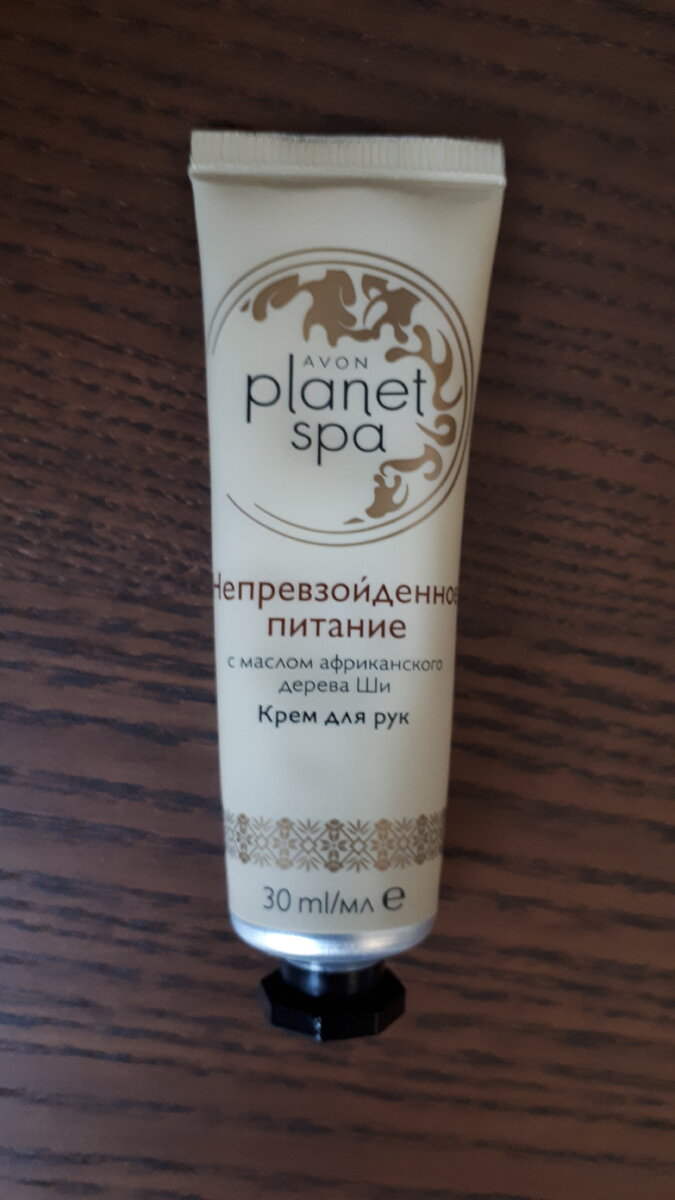 AVON
planet
spa
Непревзойденное
питание
с маслом африканского
дерева Ши
Крем для рук
30 ml/мл e